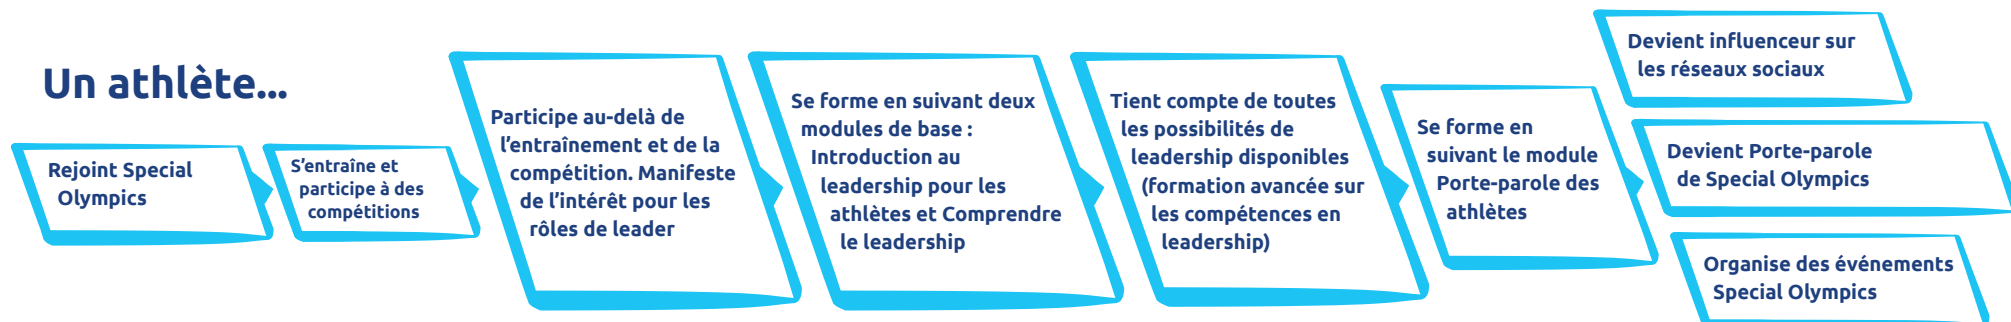 Un athlète...
Rejoint Special
Olympics
S’entraîne et
participe à des
compétitions
Participe au-delà de
l’entraînement et de la
compétition. Manifeste
de l’intérêt pour les
rôles de leader
Se forme en suivant deux
modules de base :
Introduction au
leadership pour les
athlètes et Comprendre
le leadership
Tient compte de toutes
les possibilités de
leadership disponibles
(formation avancée sur
les compétences en
leadership)
Se forme en
suivant le module
Porte-parole des
athlètes
Devient influenceur sur
les réseaux sociaux
Devient Porte-parole
de Special Olympics
Organise des événements
Special Olympics